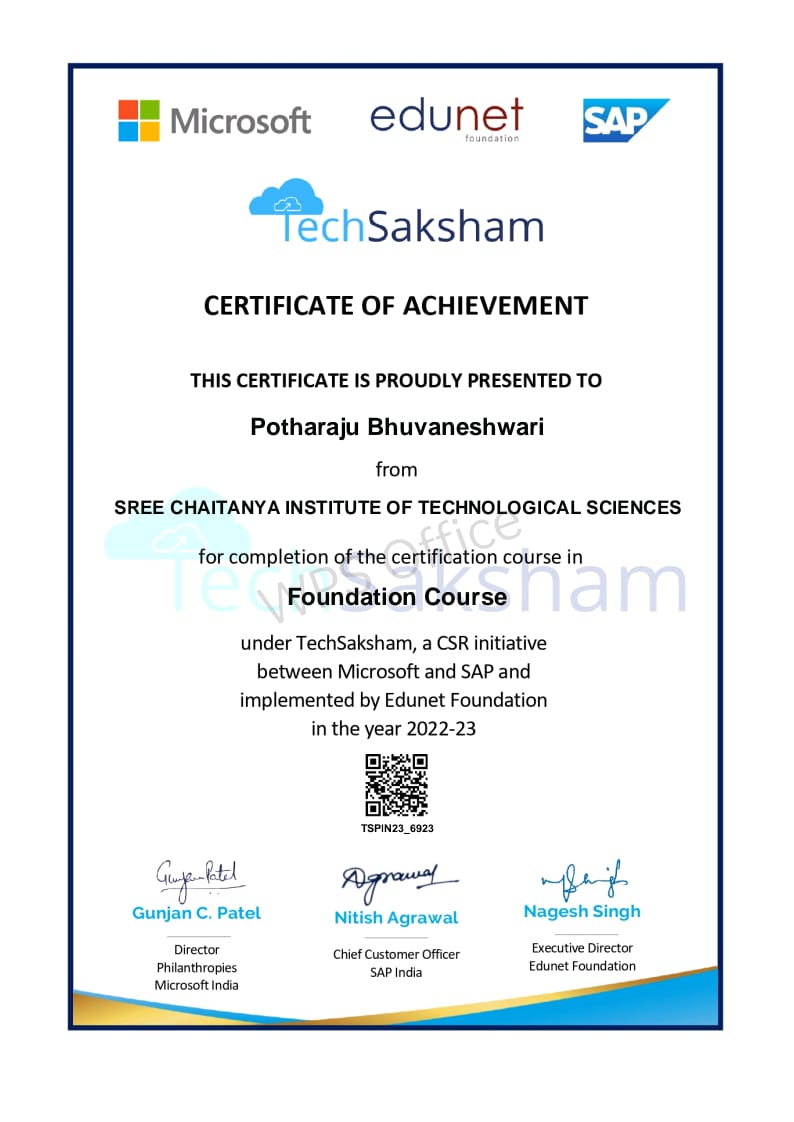 Microsoft
edunet
foundation
SAP
TechSaksham
CERTIFICATE OF ACHIEVEMENT
THIS CERTIFICATE IS PROUDLY PRESENTED TO
Potharaju Bhuvaneshwari
from
SREE CHAITANYA INSTITUTE OF TECHNOLOGICAL SCIENCES
for completion of the certification course in
Foundation Course
TechSaksham
WPS Office
under TechSaksham, a CSR initiative
between Microsoft and SAP and
implemented by Edunet Foundation
in the year 2022-23
TSPIN23_6923
Gunjan Patel
Agrawal
Gunjan C. Patel
Nitish Agrawal
Nagesh Singh
Director
Philanthropies
Microsoft India
Chief Customer Officer
SAP India
Executive Director
Edunet Foundation